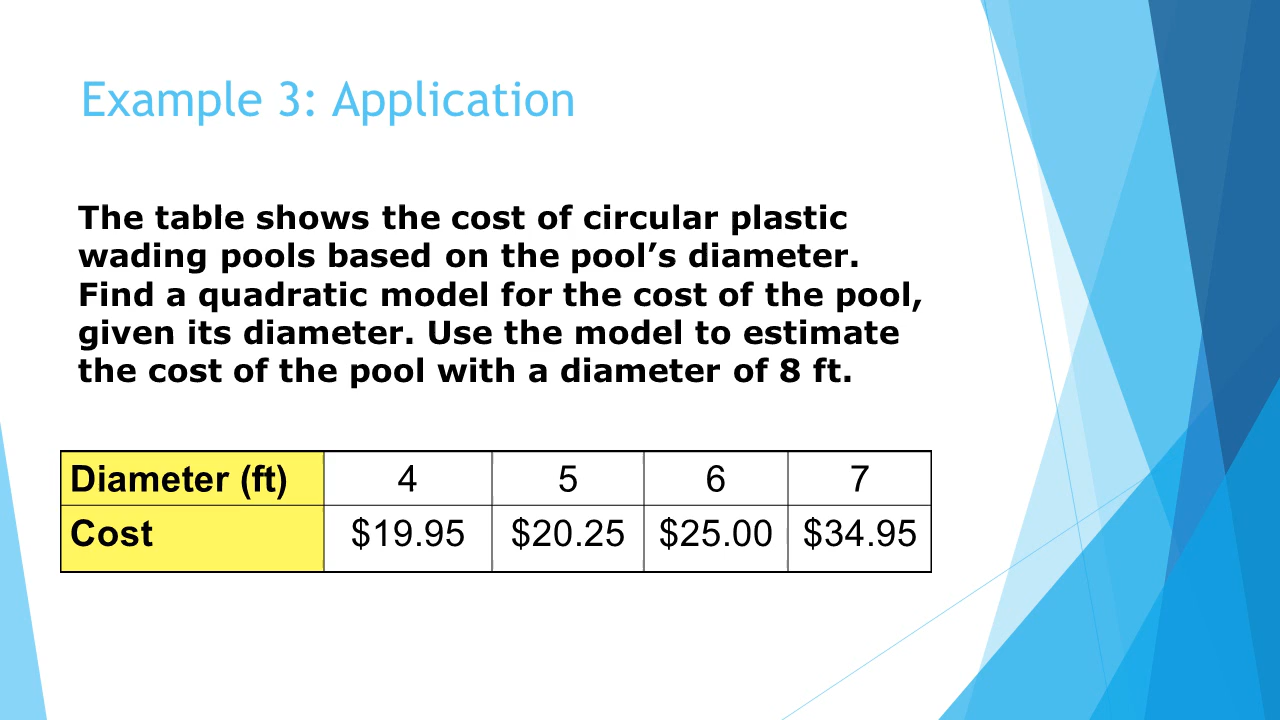 Example 3: Application
The table shows the cost of circular plastic
wading pools based on the pool’s diameter.
Find a quadratic model for the cost of the pool,
given its diameter. Use the model to estimate
the cost of the pool with a diameter of 8 ft.
Diameter (ft) 4 5 6 7
Cost $19.95 $20.25 $25.00 $34.95